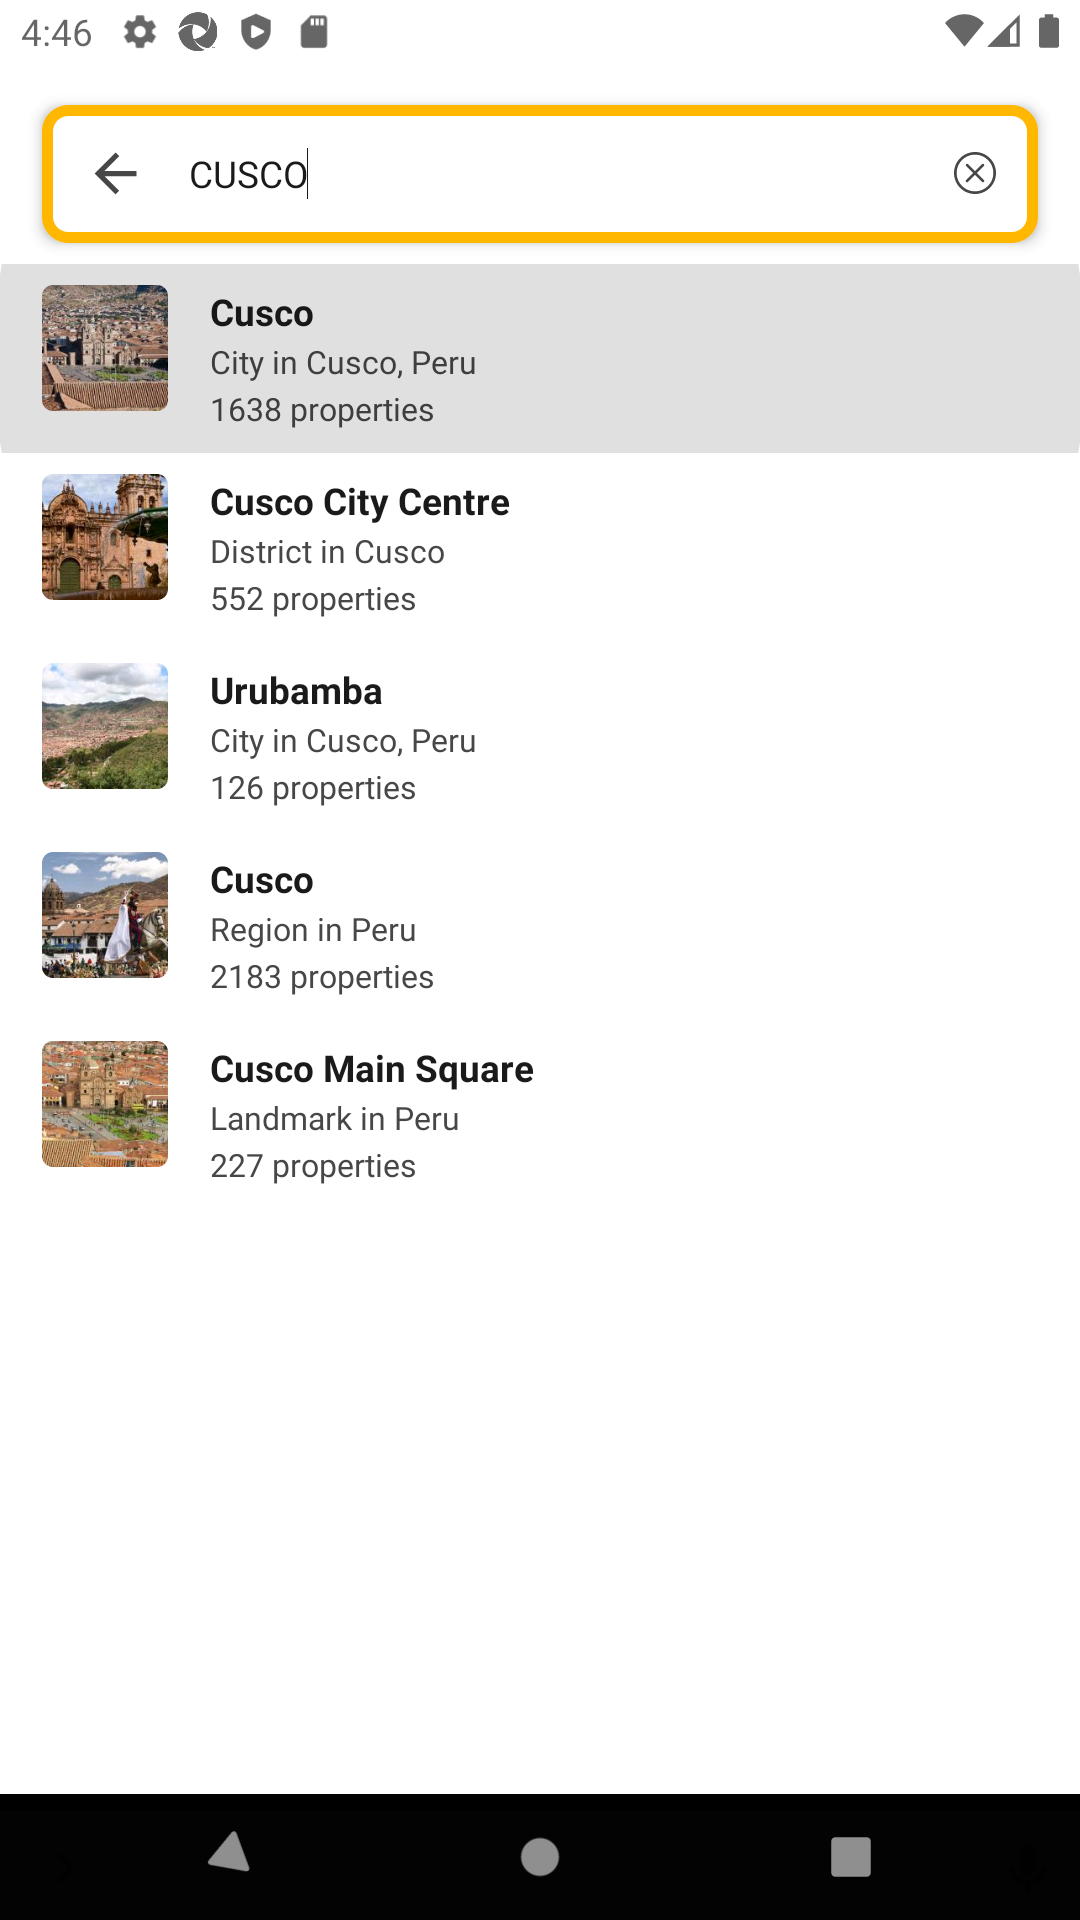 4:46
CUSCO
Cusco
City in Cusco, Peru
1638 properties
Cusco City Centre
District in Cusco
552 properties
Urubamba
City in Cusco, Peru
126 properties
Cusco
Region in Peru
2183 properties
Cusco Main Square
Landmark in Peru
227 properties